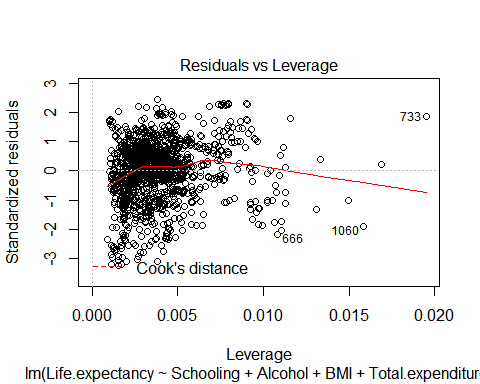 Residuals vs Leverage
Standardized residuals
3
2
1
0
-1
-2
-3
733
1060
666
Cook's distance
0.000 0.005 0.010 0.015 0.020
Leverage
lm(Life.expectancy ~ Schooling + Alcohol + BMI + Total.expenditur